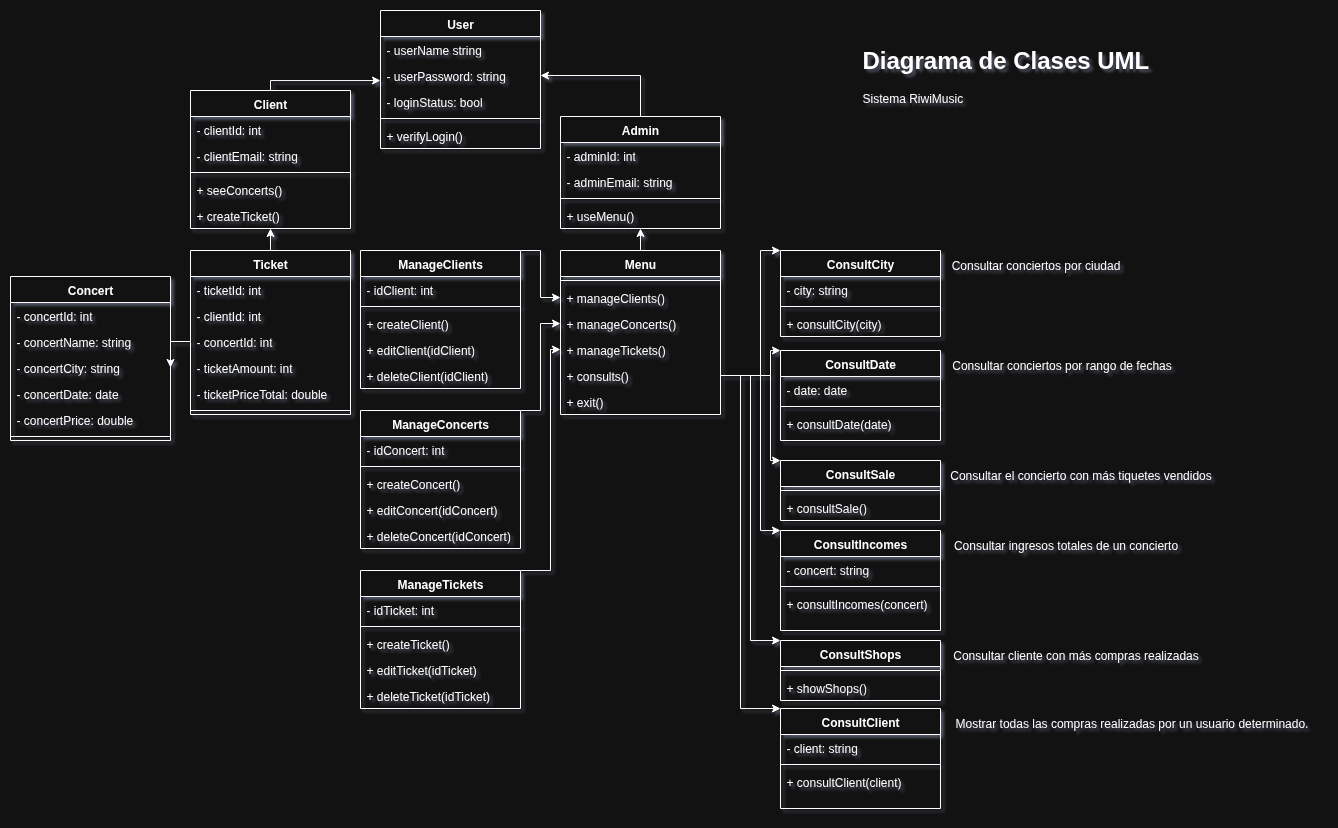 Diagrama de Clases UML
Sistema RiwiMusic
User
- userName string
- userPassword: string
- loginStatus: bool
+ verifyLogin()
Client
- clientId: int
- clientEmail: string
+ seeConcerts()
+ createTicket()
Admin
- adminId: int
- adminEmail: string
+ useMenu()
Concert
- concertId: int
- concertName: string
- concertCity: string
- concertDate: date
- concertPrice: double
Ticket
- ticketId: int
- clientId: int
- concertId: int
- ticketAmount: int
- ticketPriceTotal: double
ManageClients
- idClient: int
+ createClient()
+ editClient(idClient)
+ deleteClient(idClient)
ManageConcerts
- idConcert: int
+ createConcert()
+ editConcert(idConcert)
+ deleteConcert(idConcert)
ManageTickets
- idTicket: int
+ createTicket()
+ editTicket(idTicket)
+ deleteTicket(idTicket)
Menu
+ manageClients()
+ manageConcerts()
+ manageTickets()
+ consults()
+ exit()
ConsultCity
- city: string
+ consultCity(city)
Consultar conciertos por ciudad
ConsultDate
- date: date
+ consultDate(date)
Consultar conciertos por rango de fechas
ConsultSale
+ consultSale()
Consultar el concierto con más tiquetes vendidos
ConsultIncomes
- concert: string
+ consultIncomes(concert)
Consultar ingresos totales de un concierto
ConsultShops
+ showShops()
Consultar cliente con más compras realizadas
ConsultClient
- client: string
+ consultClient(client)
Mostrar todas las compras realizadas por un usuario determinado.